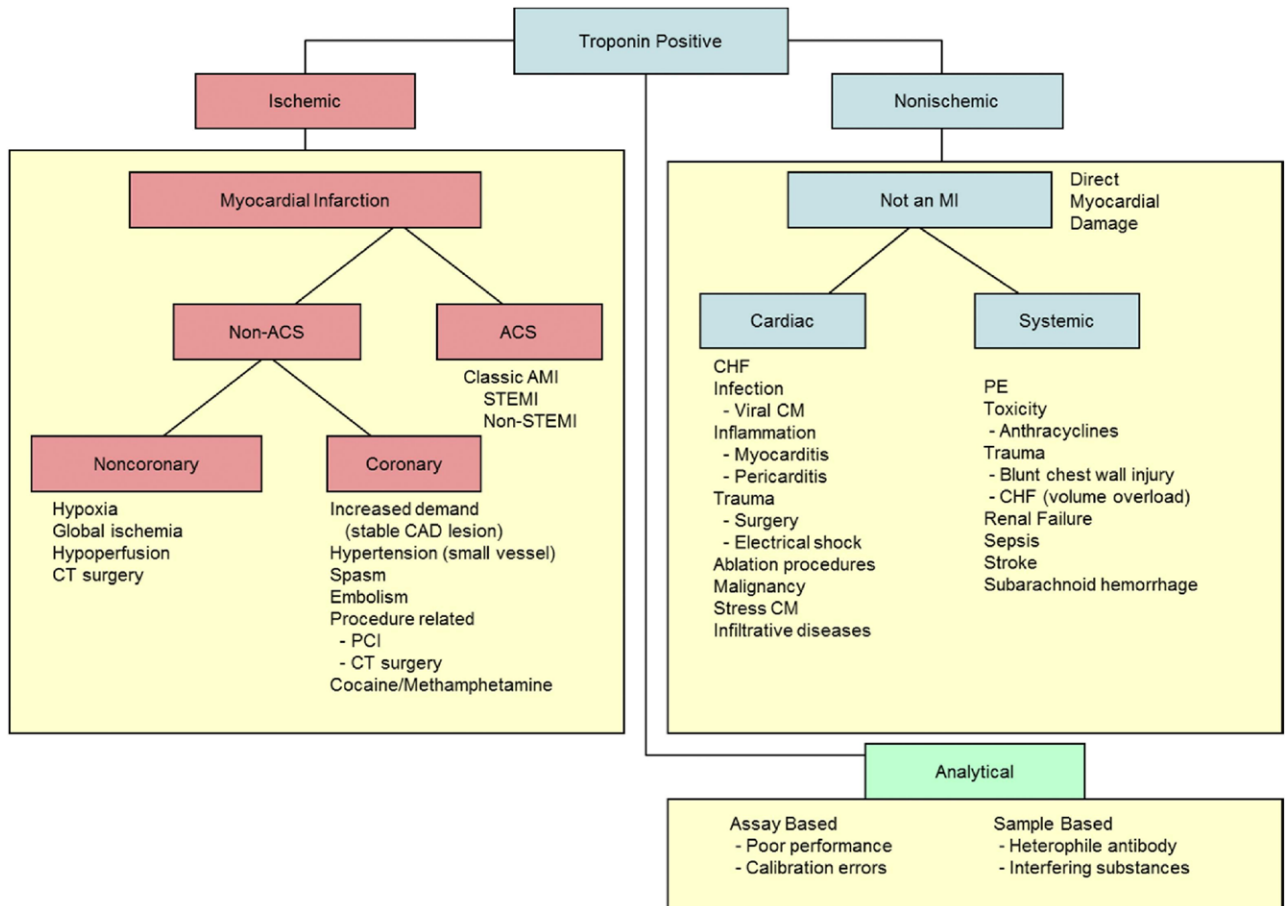 Troponin Positive
Ischemic
Nonischemic
Myocardial Infarction
Non-ACS
ACS
Classic AMI
STEMI
Non-STEMI
Noncoronary
Hypoxia
Global ischemia
Hypoperfusion
CT surgery
Coronary
Increased demand
(stable CAD lesion)
Hypertension (small vessel)
Spasm
Embolism
Procedure related
- PCI
- CT surgery
Cocaine/Methamphetamine
Not an MI
Direct
Myocardial
Damage
Cardiac
CHF
Infection
- Viral CM
Inflammation
- Myocarditis
- Pericarditis
Trauma
- Surgery
- Electrical shock
Ablation procedures
Malignancy
Stress CM
Infiltrative diseases
Systemic
PE
Toxicity
- Anthracyclines
Trauma
- Blunt chest wall injury
- CHF (volume overload)
Renal Failure
Sepsis
Stroke
Subarachnoid hemorrhage
Analytical
Assay Based
- Poor performance
- Calibration errors
Sample Based
- Heterophile antibody
- Interfering substances